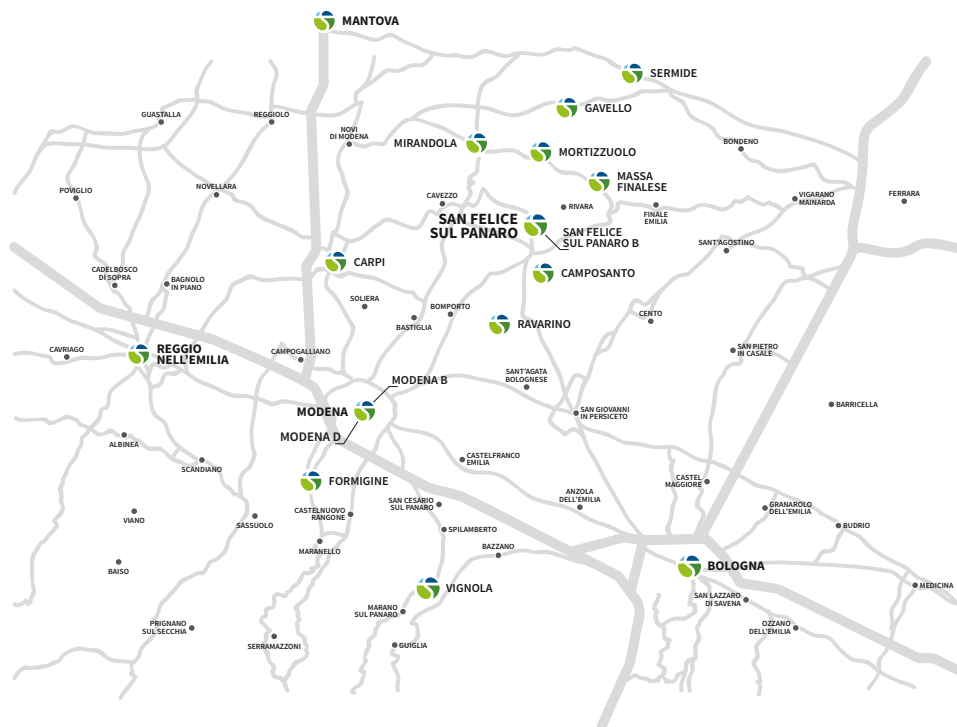 MANTOVA
SERMIDE
GAVELLO
GUASTALLA
REGGIOLO
NOVI
DI MODENA
MIRANDOLA
MORTIZZUOLO
BONDENO
MASSA
FINALESE
POVIGLIO
NOVELLARA
CAVEZZO
RIVARA
FINALE
EMILIA
VIGARANO
MAINARDA
FERRARA
SAN FELICE
SUL PANARO
SAN FELICE
SUL PANARO B
SANT'AGOSTINO
CADELBOSCO
DI SOPRA
BAGNOLO
IN PIANO
CARPI
CAMPOSANTO
SOLIERA
BASTIGLIA
BOMPORTO
RAVARINO
CENTO
CAVRIAGO
REGGIO
NELL'EMILIA
CAMPOGALLIANO
SAN PIETRO
IN CASALE
MODENA B
SANT'AGATA
BOLOGNESE
MODENA
MODENA D
SAN GIOVANNI
IN PERSICETO
BARRICELLA
ALBINEA
SCANDIANO
CASTELFRANCO
EMILIA
FORMIGINE
CASTEL
MAGGIORE
VIANO
SASSUOLO
CASTELNUOVO
RANGONE
SAN CESARIO
SUL PANARO
ANZOLA
DELL'EMILIA
GRANAROLO
DELL'EMILIA
SPILAMBERTO
BUDRIO
MARANELLO
BAZZANO
BAISO
BOLOGNA
VIGNOLA
MEDICINA
SAN LAZZARO
DI SAVENA
MARANO
SUL PANARO
PRIGNANO
SUL SECCHIA
OZZANO
DELL'EMILIA
SERRAMAZZONI
GUIGLIA